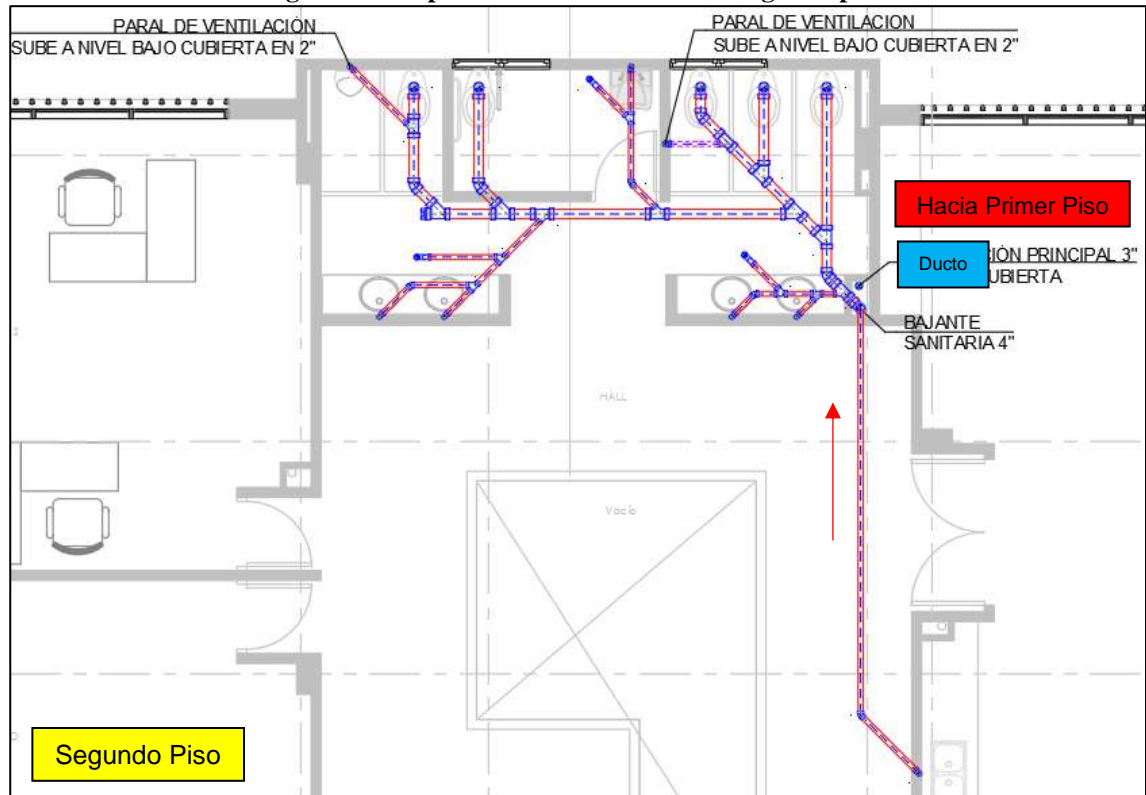 PARAL DE VENTILACIÓN
SUBE A NIVEL BAJO CUBIERTA EN 2"
PARAL DE VENTILACION
SUBE A NIVEL BAJO CUBIERTA EN 2"
Hacia Primer Piso
Ducto
IÓN PRINCIPAL 3"
UBIERTA
BAJANTE
SANITARIA 4"
HALL
Vacío
Segundo Piso